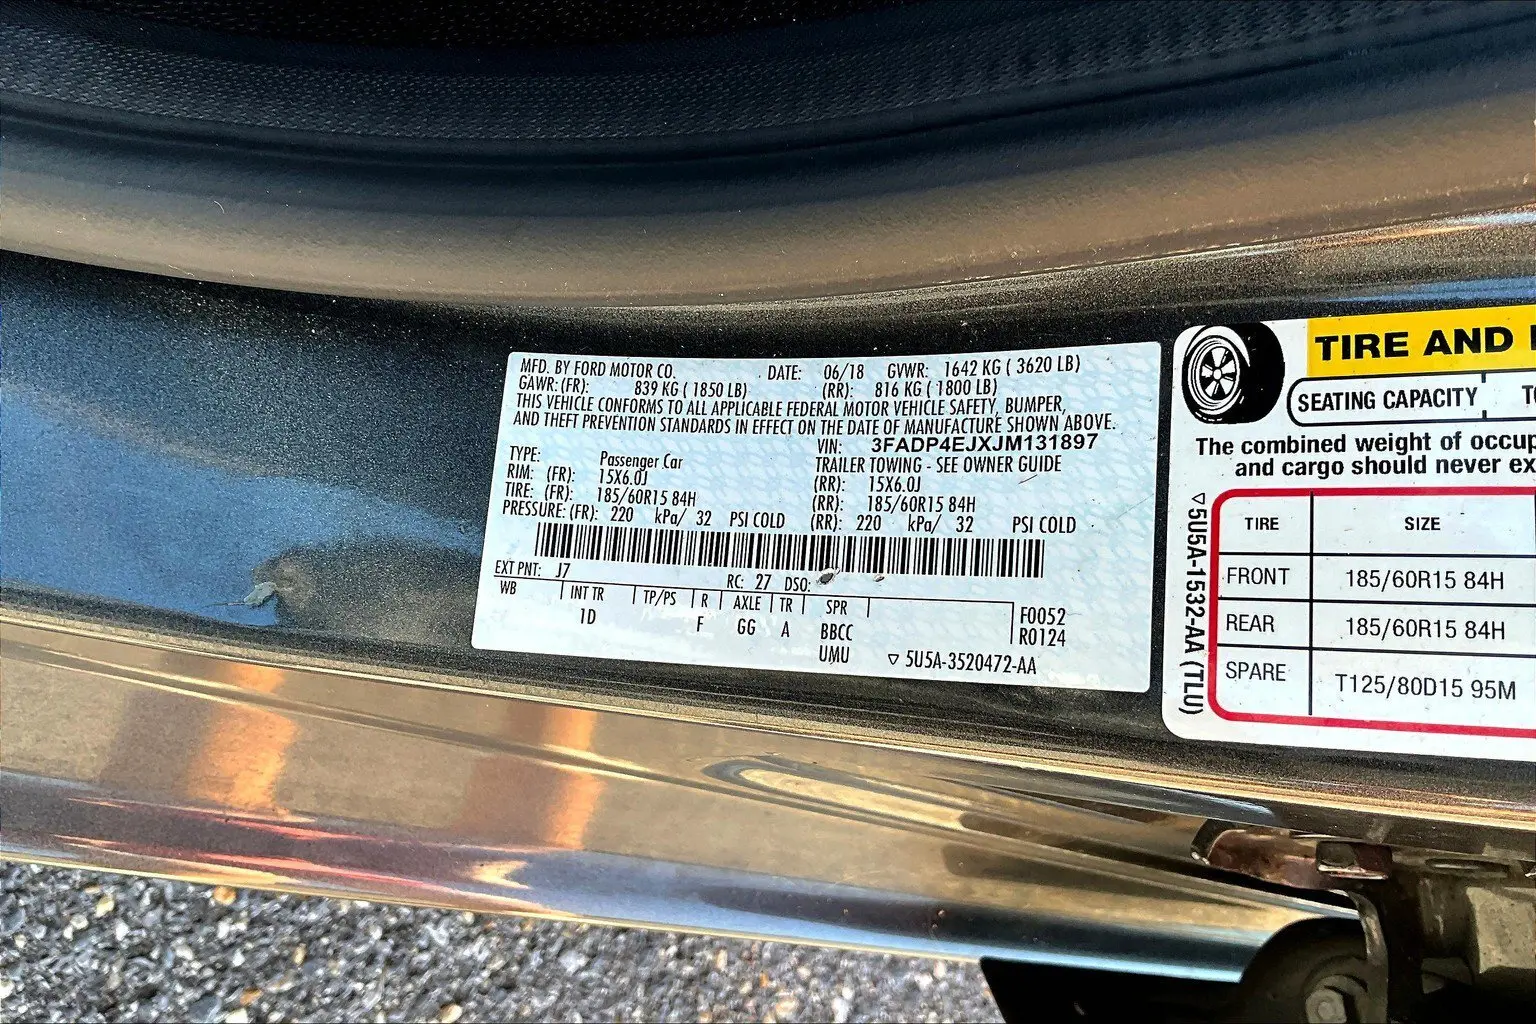 MFD. BY FORD MOTOR CO. DATE: 06/18 GVWR: 1642 KG ( 3620 LB)
GAWR: (FR): 839 KG ( 1850 LB) (RR): 816 KG ( 1800 LB)
THIS VEHICLE CONFORMS TO ALL APPLICABLE FEDERAL MOTOR VEHICLE SAFETY, BUMPER,
AND THEFT PREVENTION STANDARDS IN EFFECT ON THE DATE OF MANUFACTURE SHOWN ABOVE.
VIN: 3FADP4EJXJM131897
TYPE: Passenger Car TRAILER TOWING - SEE OWNER GUIDE
RIM: (FR): 15X6.0J (RR): 15X6.0J
TIRE: (FR): 185/60R15 84H (RR): 185/60R15 84H
PRESSURE: (FR): 220 kPa/ 32 PSI COLD (RR): 220 kPa/ 32 PSI COLD
EXT PNT: J7 RC: 27 DSO:
WB INT TR TP/PS R AXLE TR SPR F0052
1D F GG A BBCC R0124
UMU ▽ 5U5A-3520472-AA
TIRE AND
SEATING CAPACITY
The combined weight of
and cargo should never
TIRE SIZE
FRONT 185/60R15 84H
REAR 185/60R15 84H
SPARE T125/80D15 95M
▽5U5A-1532-AA (TLU)